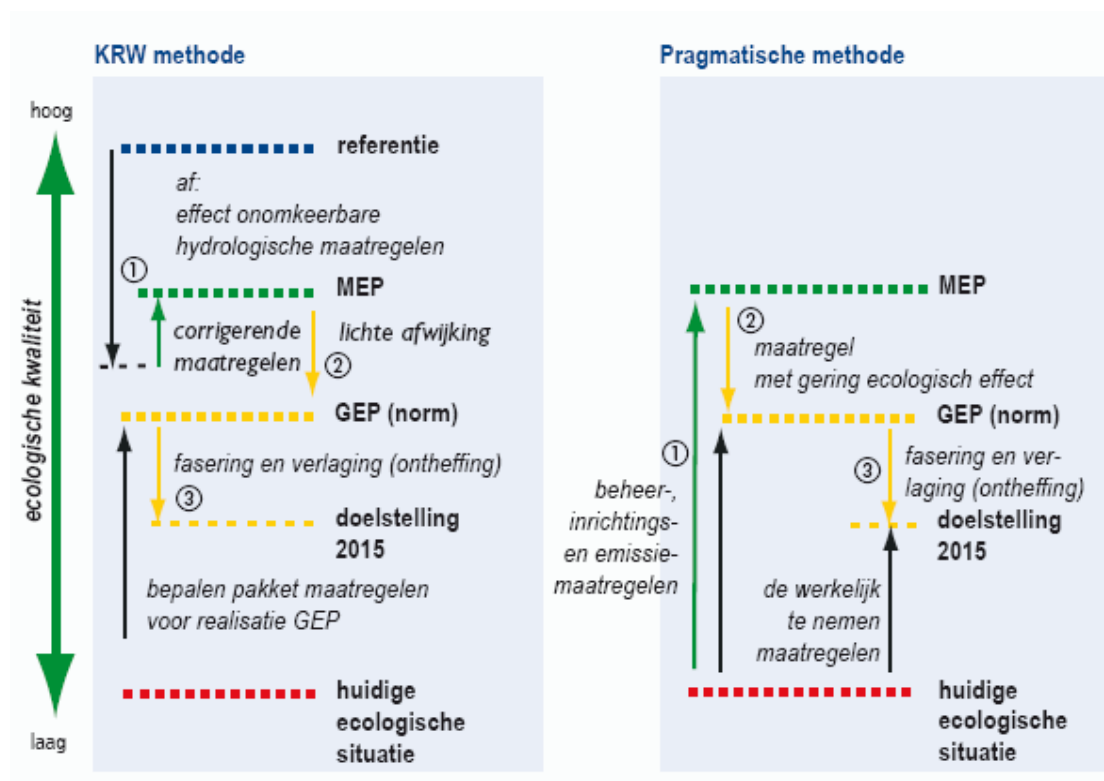 KRW methode
hoog
referentie
af:
effect onomkeerbare
hydrologische maatregelen
①
MEP
corrigerende
maatregelen
lichte afwijking
②
GEP (norm)
fasering en verlaging (ontheffing)
③
doelstelling
2015
bepalen pakket maatregelen
voor realisatie GEP
huidige
ecologische
situatie
ecologische kwaliteit
laag
Pragmatische methode
MEP
②
maatregel
met gering ecologisch effect
GEP (norm)
①
beheer-,
inrichtings-
en emissie-
maatregelen
③
fasering en ver-
laging (ontheffing)
doelstelling
2015
de werkelijk
te nemen
maatregelen
huidige
ecologische
situatie